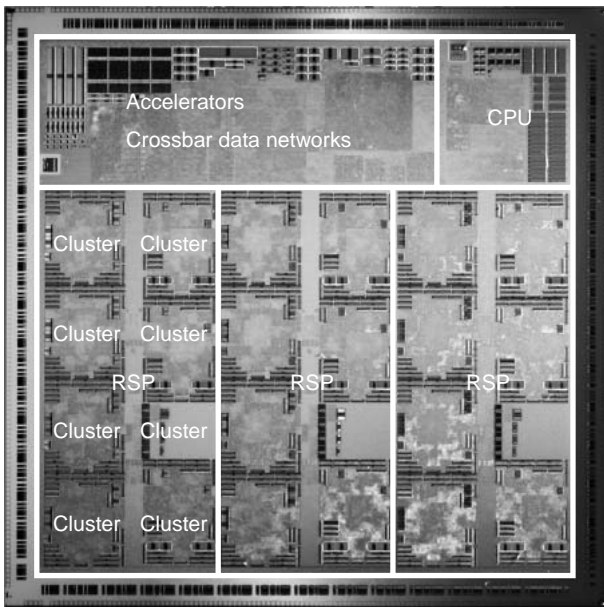 Accelerators
Crossbar data networks
CPU
Cluster Cluster
Cluster Cluster
RSP RSP RSP
Cluster Cluster
Cluster Cluster